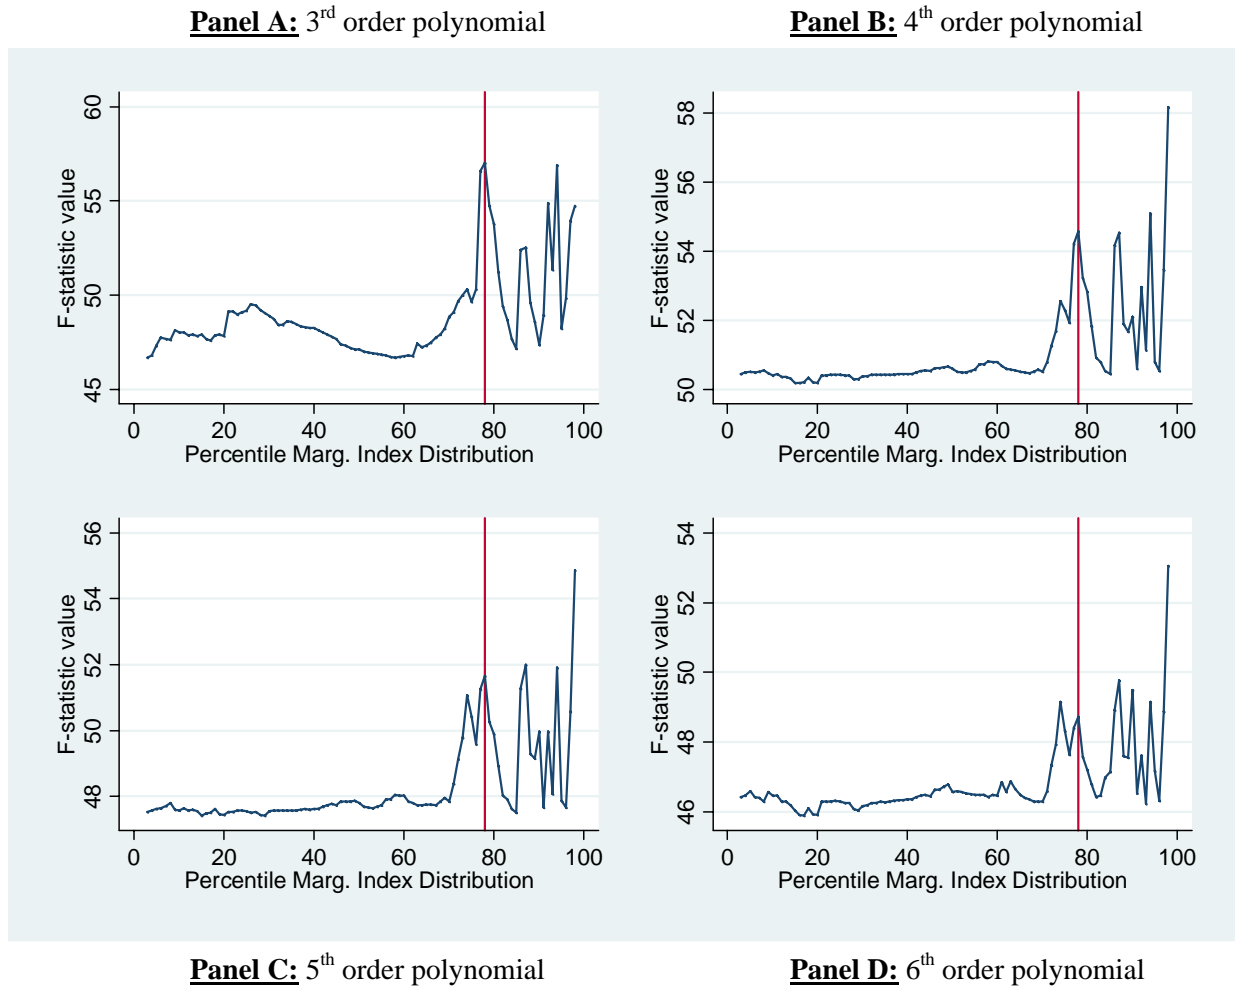 Panel A: 3rd order polynomial
Panel B: 4th order polynomial
60
55
50
45
F-statistic value
0 20 40 60 80 100
Percentile Marg. Index Distribution
58
56
54
52
50
F-statistic value
0 20 40 60 80 100
Percentile Marg. Index Distribution
56
54
52
50
48
F-statistic value
0 20 40 60 80 100
Percentile Marg. Index Distribution
54
52
50
48
46
F-statistic value
0 20 40 60 80 100
Percentile Marg. Index Distribution
Panel C: 5th order polynomial
Panel D: 6th order polynomial